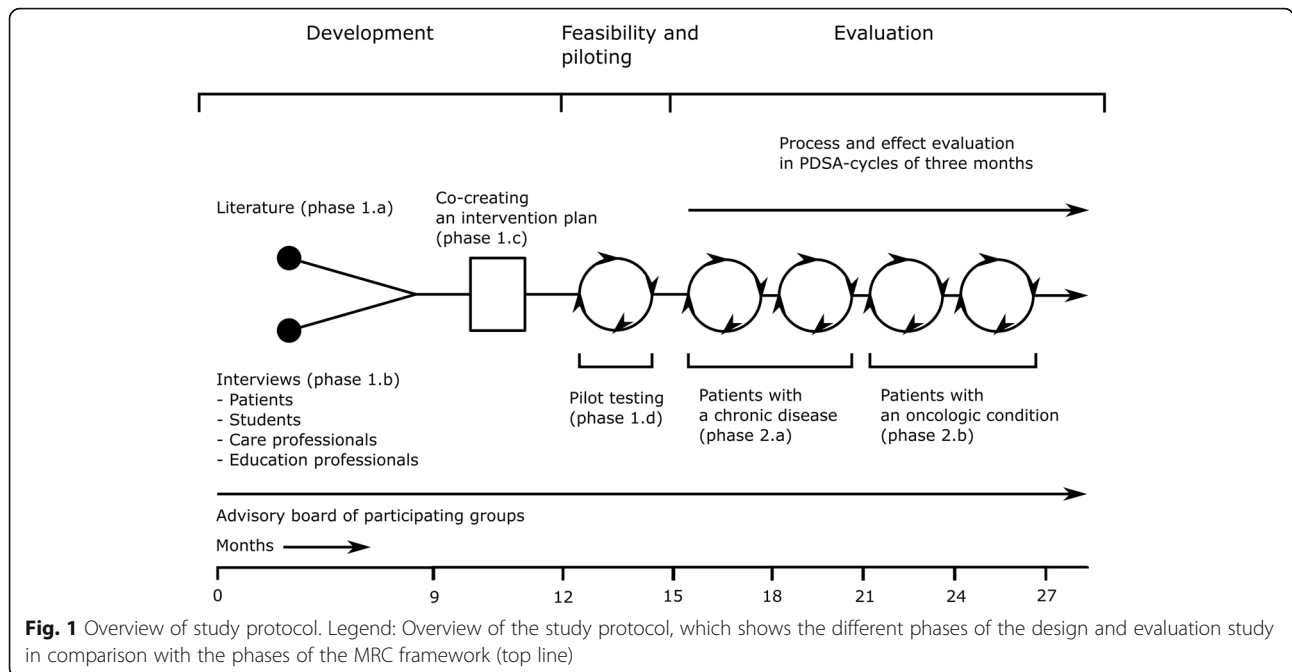 Development
Feasibility and
piloting
Evaluation
Process and effect evaluation
in PDSA-cycles of three months
Literature (phase 1.a)
Co-creating
an intervention plan
(phase 1.c)
Interviews (phase 1.b)
- Patients
- Students
- Care professionals
- Education professionals
Pilot testing
(phase 1.d)
Patients with
a chronic disease
(phase 2.a)
Patients with
an oncologic condition
(phase 2.b)
Advisory board of participating groups
Months
0 9 12 15 18 21 24 27
Fig. 1 Overview of study protocol. Legend: Overview of the study protocol, which shows the different phases of the design and evaluation study
in comparison with the phases of the MRC framework (top line)